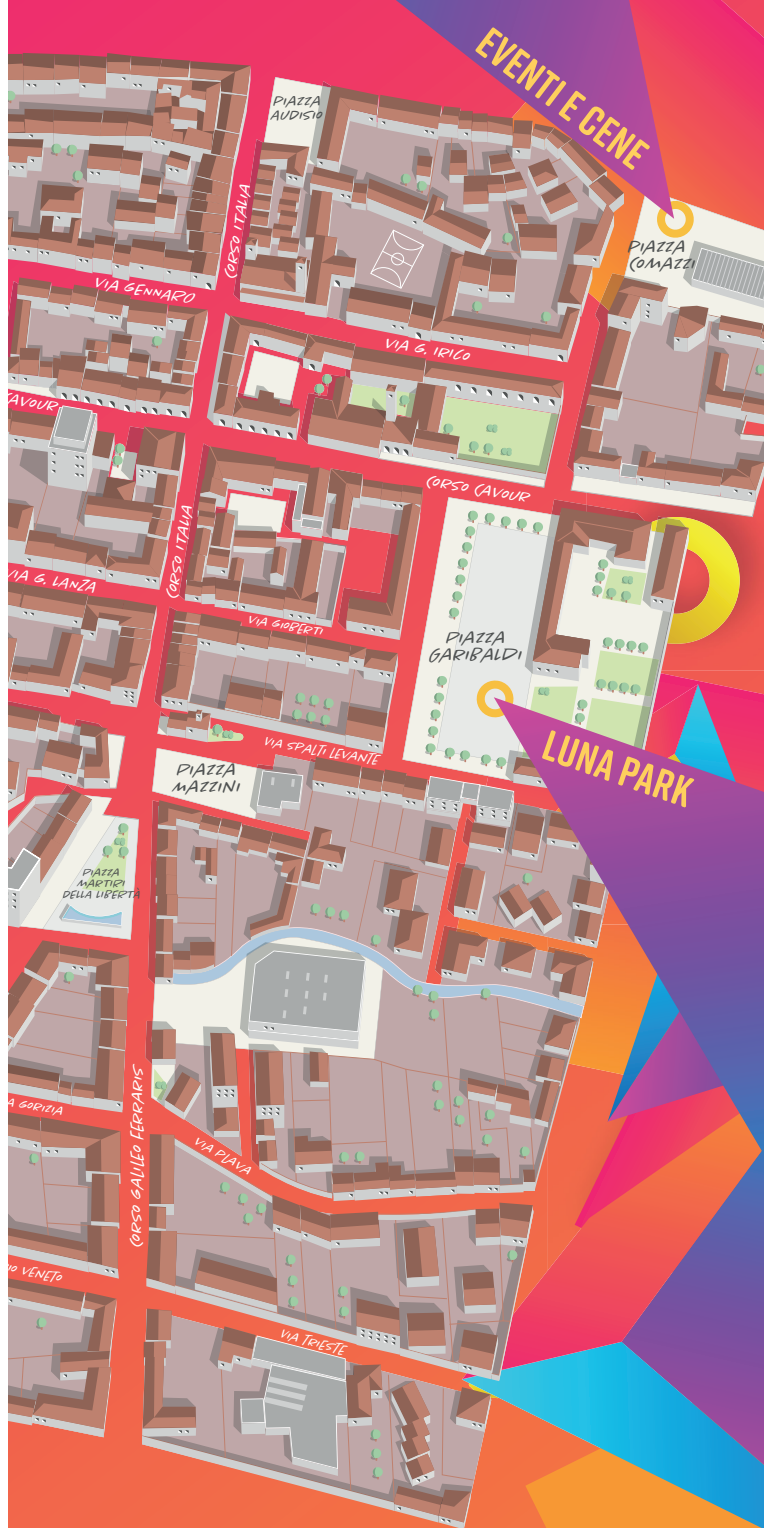 EVENTI E CENE
PIAZZA
AUDISIO
CORSO ITALIA
PIAZZA
COMAZZI
VIA GENNARO
VIA G. IRICO
CAVOUR
CORSO CAVOUR
CORSO ITALIA
VIA G. LANZA
VIA GIOBERTI
PIAZZA
GARIBALDI
VIA SPALTI LEVANTE
LUNA PARK
PIAZZA
MAZZINI
PIAZZA
MARTIRI
DELLA LIBERTÀ
A GORIZIA
CORSO GALILEO FERRARIS
VIA PLAVA
IO VENETO
VIA TRIESTE